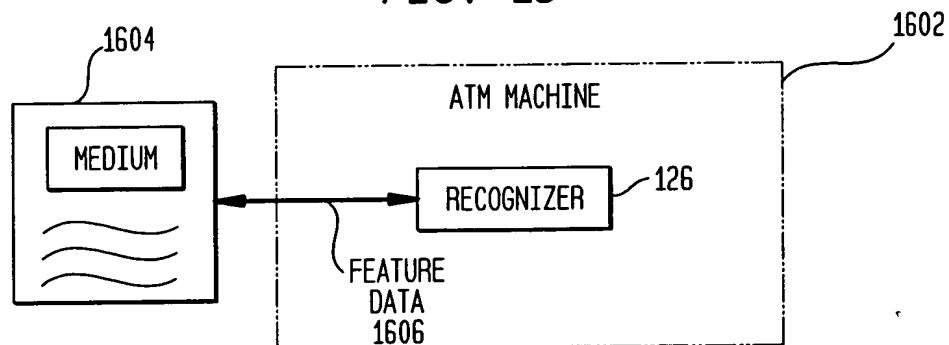 1604
1602
ATM MACHINE
MEDIUM
RECOGNIZER
126
FEATURE
DATA
1606